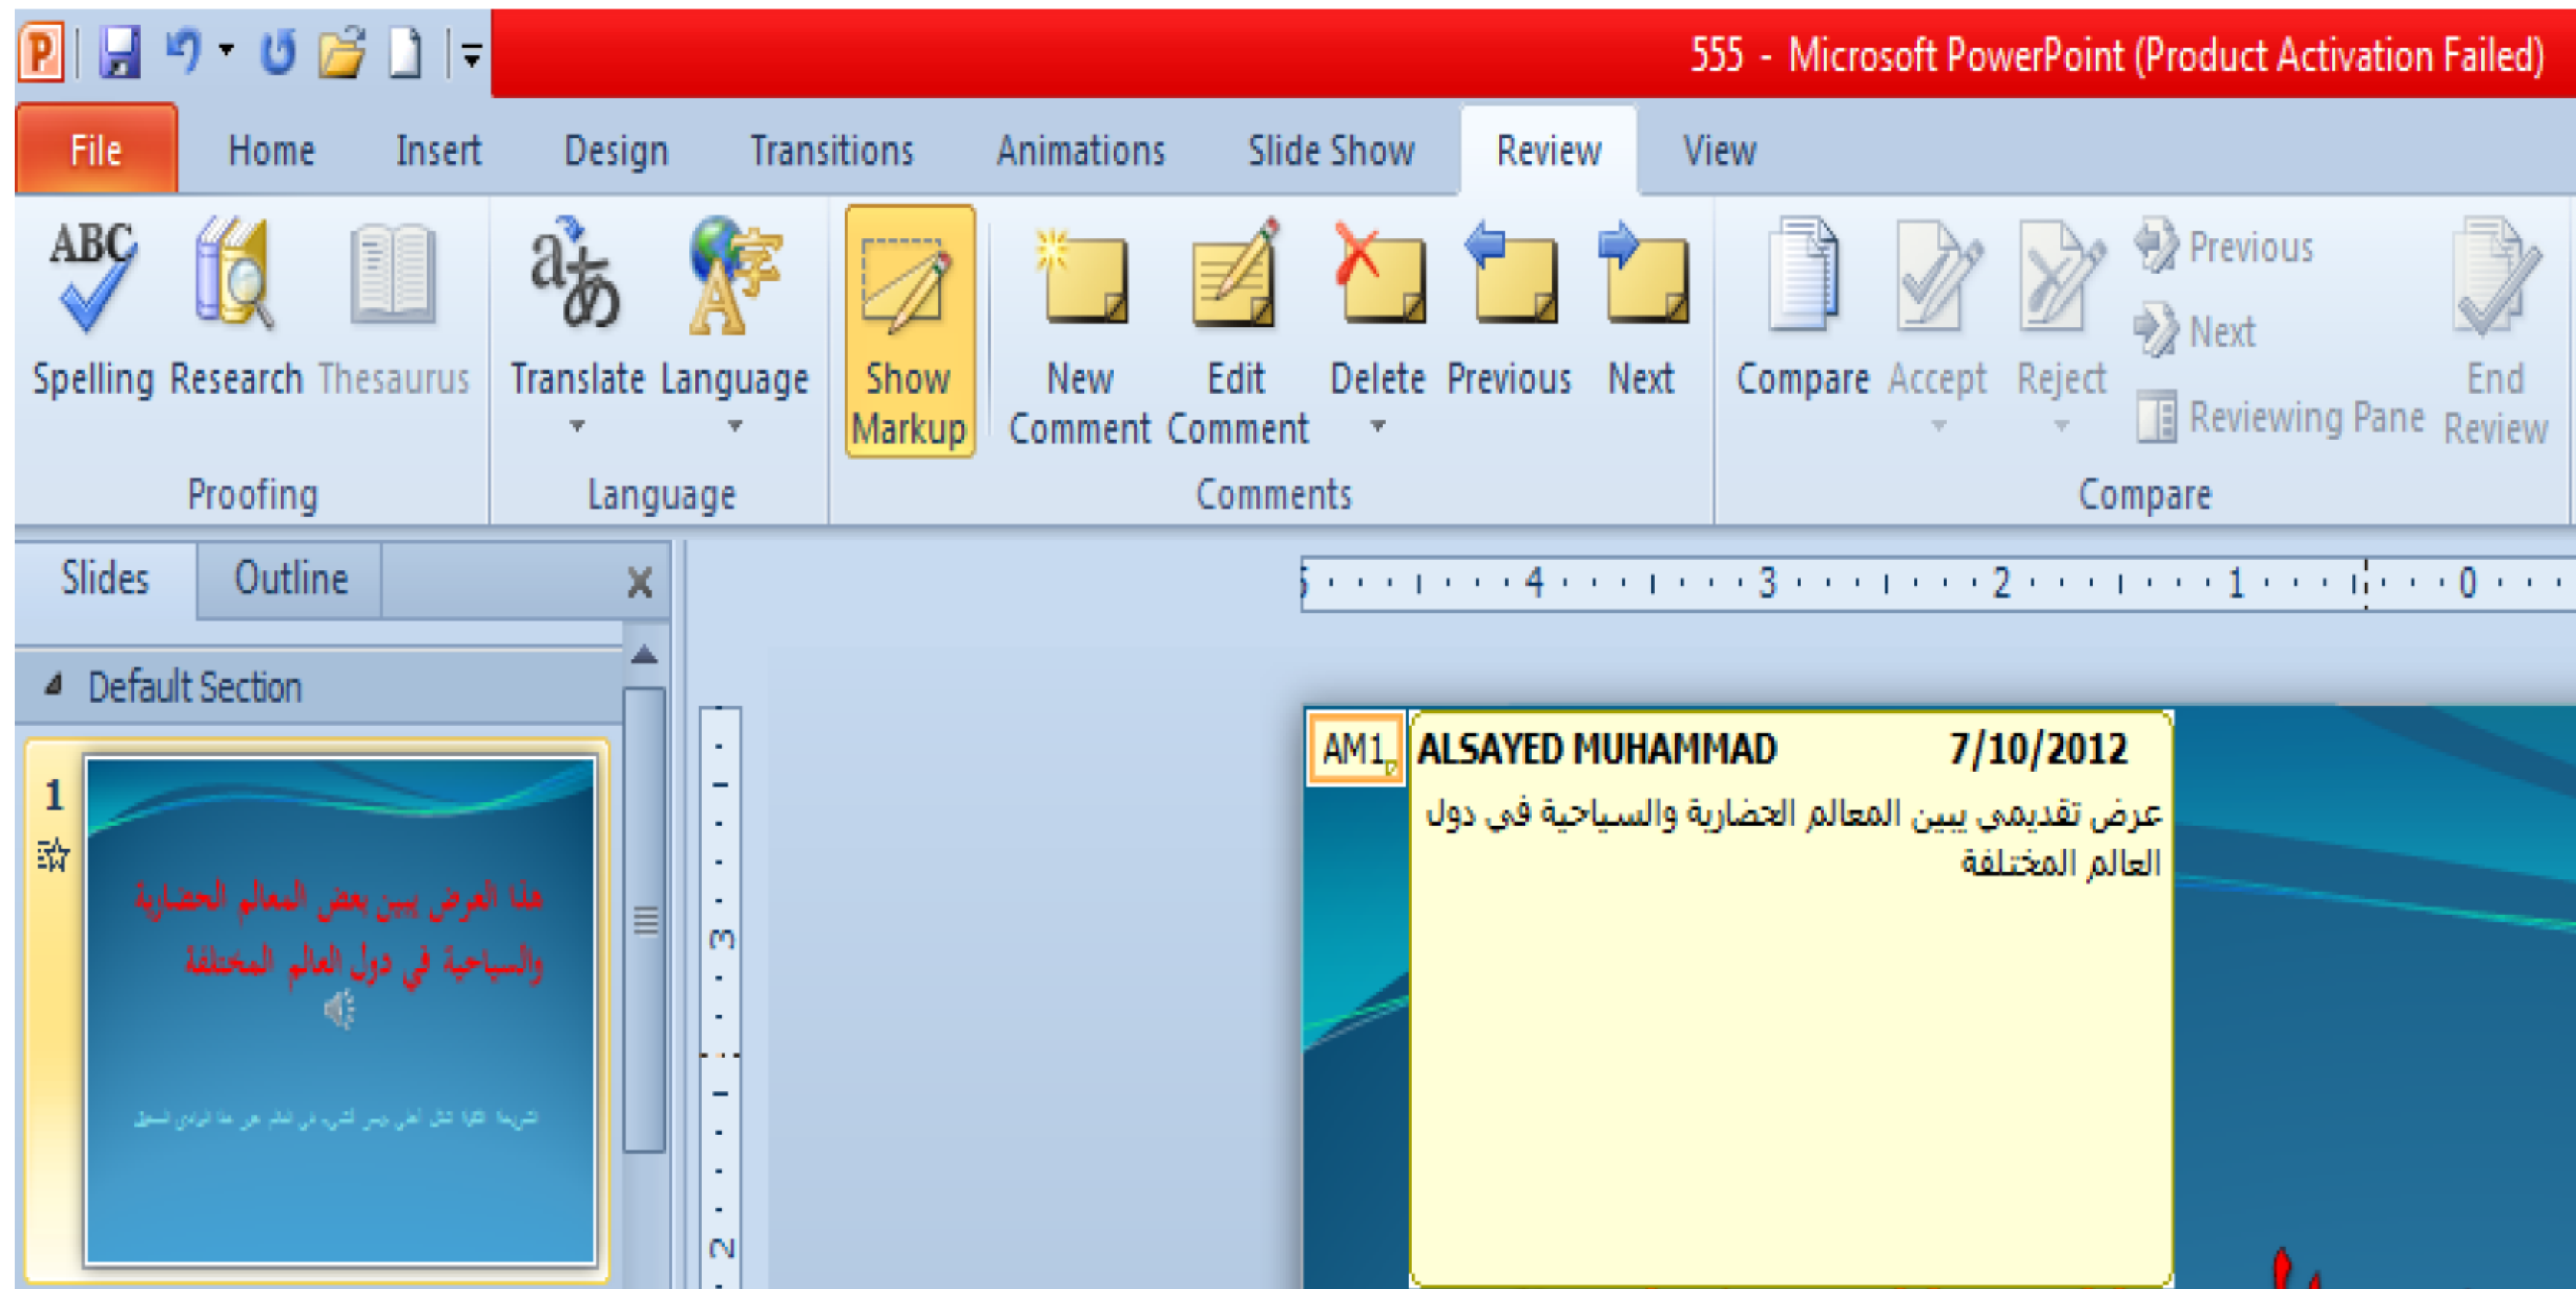 555 - Microsoft PowerPoint (Product Activation Failed)
File Home Insert Design Transitions Animations Slide Show Review View
ABC
Spelling Research Thesaurus
Proofing
Translate Language
Language
Show Markup
New Comment
Edit Comment
Delete Previous Next
Comments
Compare Accept Reject
Previous
Next
Reviewing Pane
End Review
Compare
Slides Outline
Default Section
4 3 2 1 0
3
2
1
هذا العرض يبين بعض المعالم الحضارية
والسياحية في دول العالم المختلفة
AM1
ALSAYED MUHAMMAD 7/10/2012
عرض تقديمي يبين المعالم الحضارية والسياحية في دول
العالم المختلفة